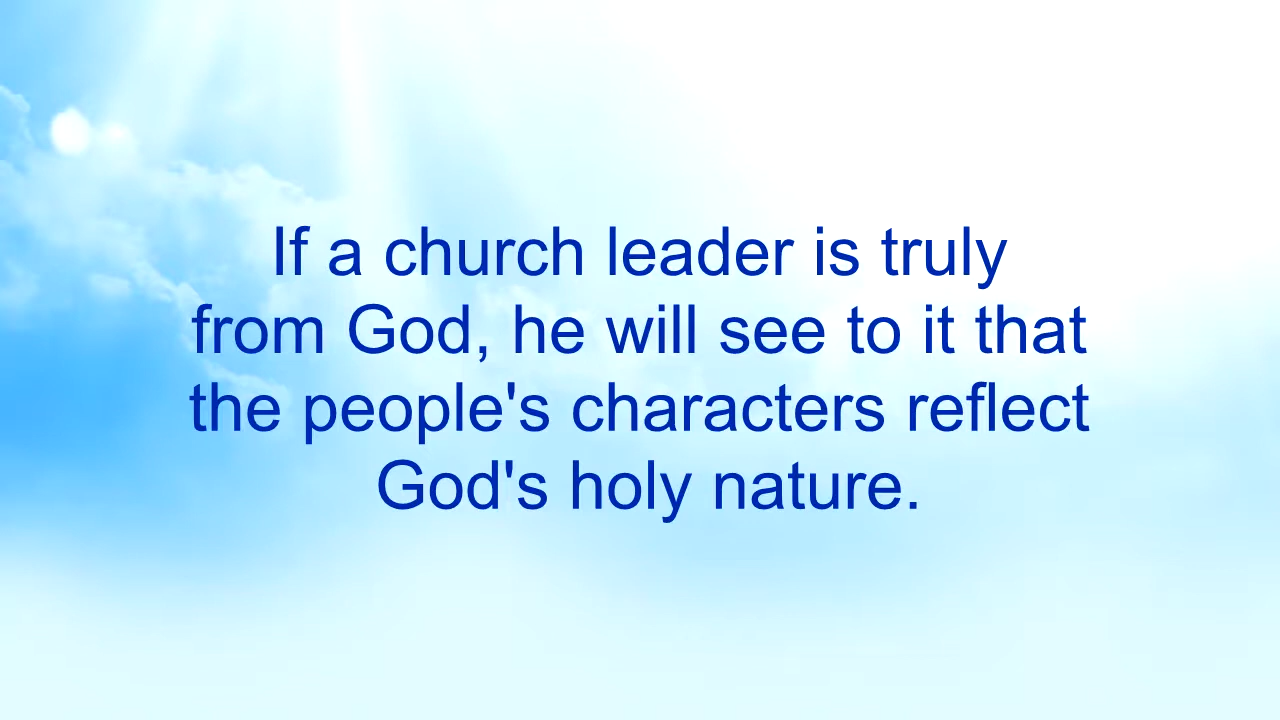 If a church leader is truly
from God, he will see to it that
the people's characters reflect
God's holy nature.